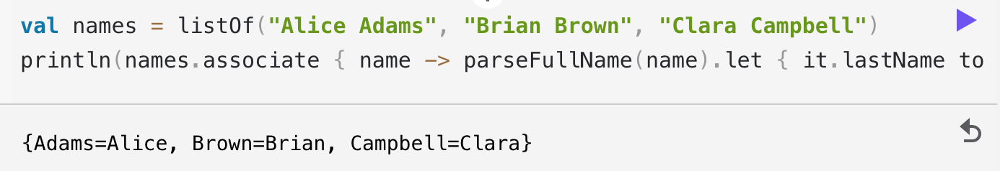 val names = listOf("Alice Adams", "Brian Brown", "Clara Campbell")
println(names.associate { name -> parseFullName(name).let { it.lastName to
{Adams=Alice, Brown=Brian, Campbell=Clara}